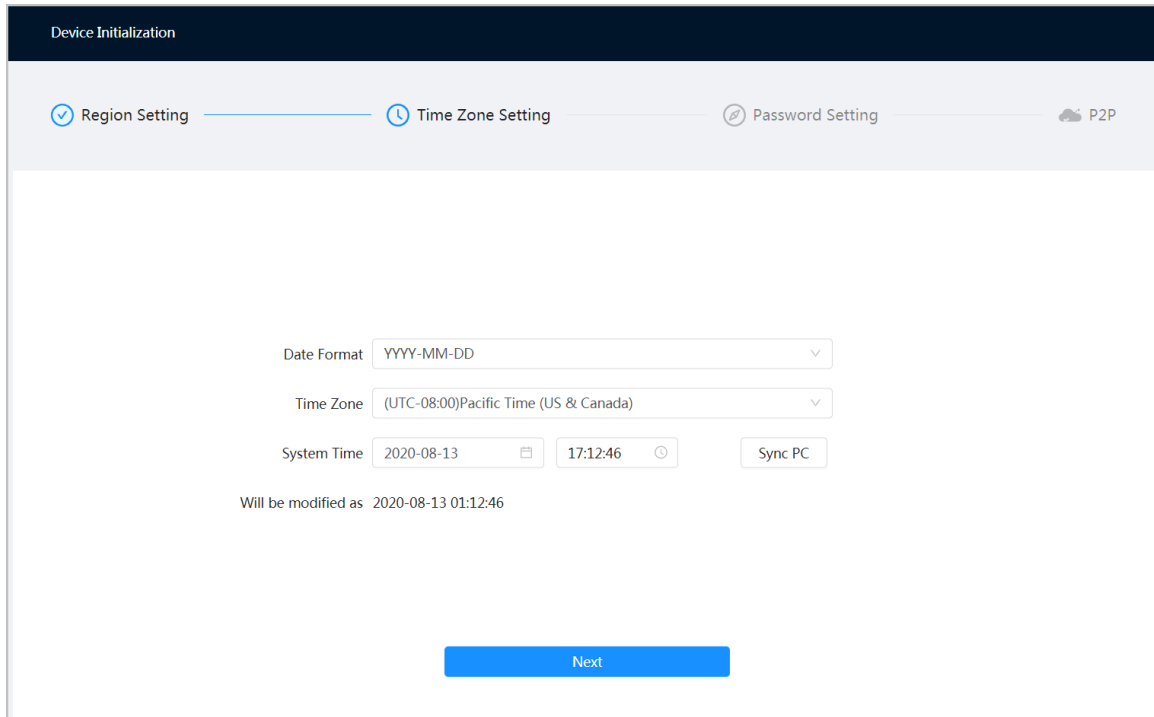 Device Initialization
Region Setting Time Zone Setting Password Setting P2P
Date Format YYYY-MM-DD
Time Zone (UTC-08:00)Pacific Time (US & Canada)
System Time 2020-08-13 17:12:46 Sync PC
Will be modified as 2020-08-13 01:12:46
Next